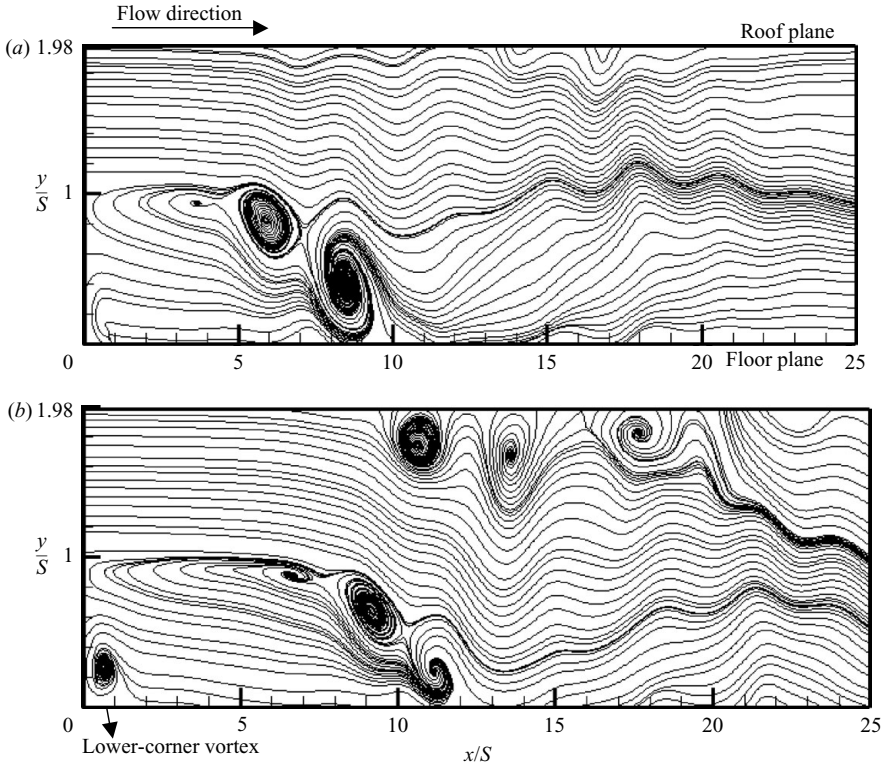 Flow direction
(a) 1.98
Roof plane
y/S
1
0
5
10
15
20
25
Floor plane
(b) 1.98
y/S
1
0
5
10
15
20
25
Lower-corner vortex
x/S